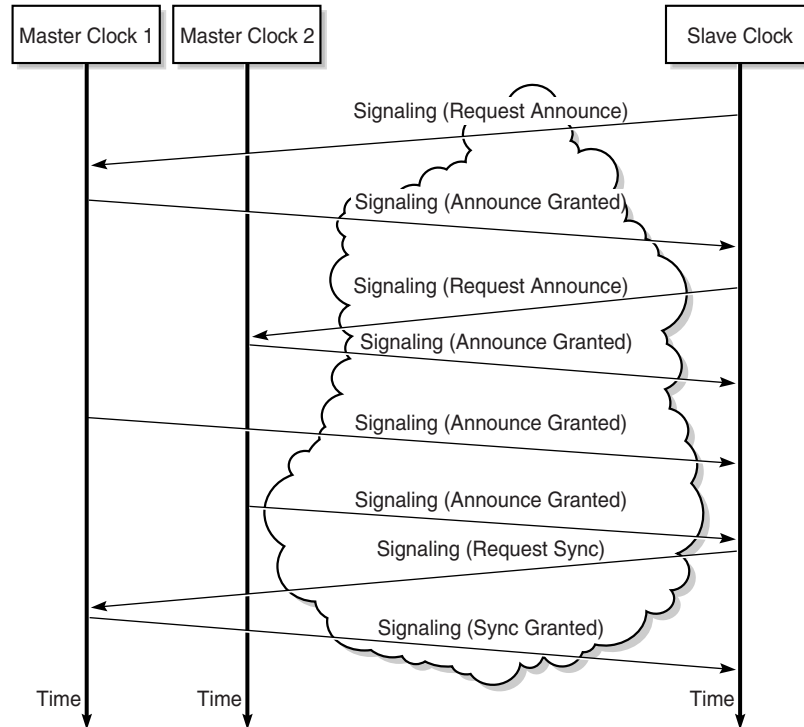 Master Clock 1
Master Clock 2
Slave Clock
Signaling (Request Announce)
Signaling (Announce Granted)
Signaling (Request Announce)
Signaling (Announce Granted)
Signaling (Announce Granted)
Signaling (Announce Granted)
Signaling (Request Sync)
Signaling (Sync Granted)
Time
Time
Time